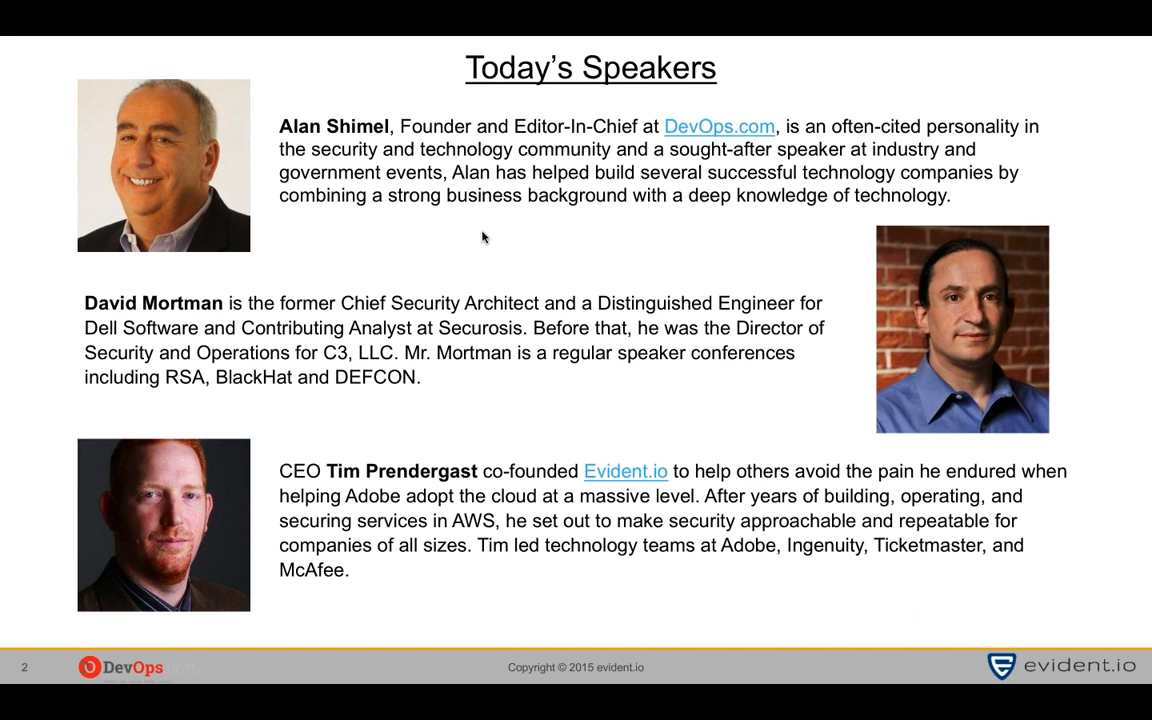 Today's Speakers
Alan Shimel, Founder and Editor-In-Chief at DevOps.com, is an often-cited personality in
the security and technology community and a sought-after speaker at industry and
government events, Alan has helped build several successful technology companies by
combining a strong business background with a deep knowledge of technology.
David Mortman is the former Chief Security Architect and a Distinguished Engineer for
Dell Software and Contributing Analyst at Securosis. Before that, he was the Director of
Security and Operations for C3, LLC. Mr. Mortman is a regular speaker conferences
including RSA, BlackHat and DEFCON.
CEO Tim Prendergast co-founded Evident.io to help others avoid the pain he endured when
helping Adobe adopt the cloud at a massive level. After years of building, operating, and
securing services in AWS, he set out to make security approachable and repeatable for
companies of all sizes. Tim led technology teams at Adobe, Ingenuity, Ticketmaster, and
McAfee.
2
DevOps.com
Copyright © 2015 evident.io
evident.io